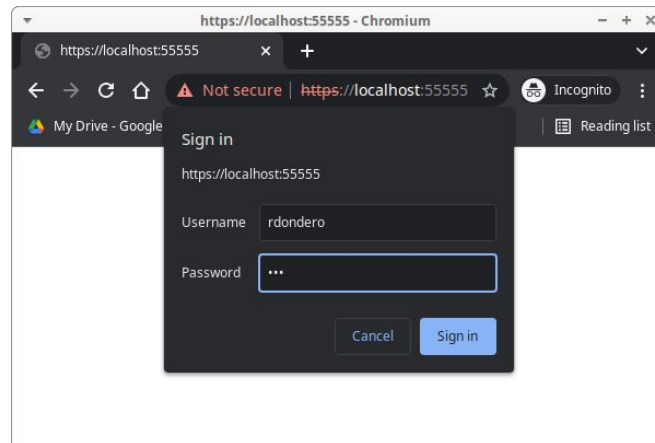 https://localhost:55555 - Chromium
https://localhost:55555
Not secure | https://localhost:55555
Incognito
My Drive - Google
Reading list
Sign in
https://localhost:55555
Username rdondero
Password •••
Cancel Sign in